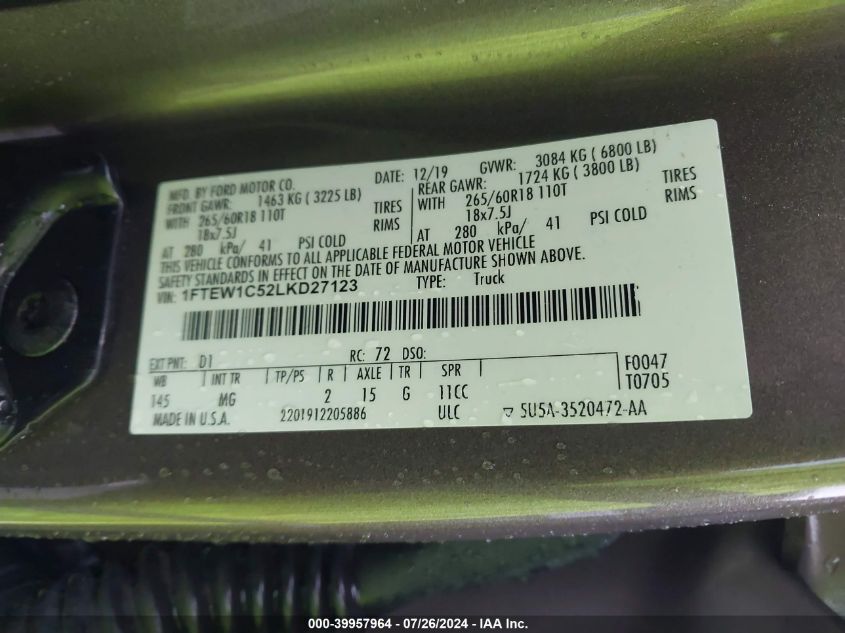 MFD. BY FORD MOTOR CO.
DATE: 12/19 GVWR: 3084 KG ( 6800 LB)
FRONT GAWR: 1463 KG ( 3225 LB) REAR GAWR: 1724 KG ( 3800 LB)
WITH 265/60R18 110T TIRES WITH 265/60R18 110T TIRES
18x7.5J RIMS 18x7.5J RIMS
AT 280 kPa/ 41 PSI COLD AT 280 kPa/ 41 PSI COLD
THIS VEHICLE CONFORMS TO ALL APPLICABLE FEDERAL MOTOR VEHICLE
SAFETY STANDARDS IN EFFECT ON THE DATE OF MANUFACTURE SHOWN ABOVE.
VIN: 1FTEW1C52LKD27123 TYPE: Truck
EXT PNT: D1 RC: 72 DSO:
WB INT TR TP/PS R AXLE TR SPR F0047
145 MG 2 15 G 11CC T0705
MADE IN U.S.A. 2201912205886 ULC ▽ 5U5A-3520472-AA
000-39957964 / 07/26/2024 - IAA Inc.